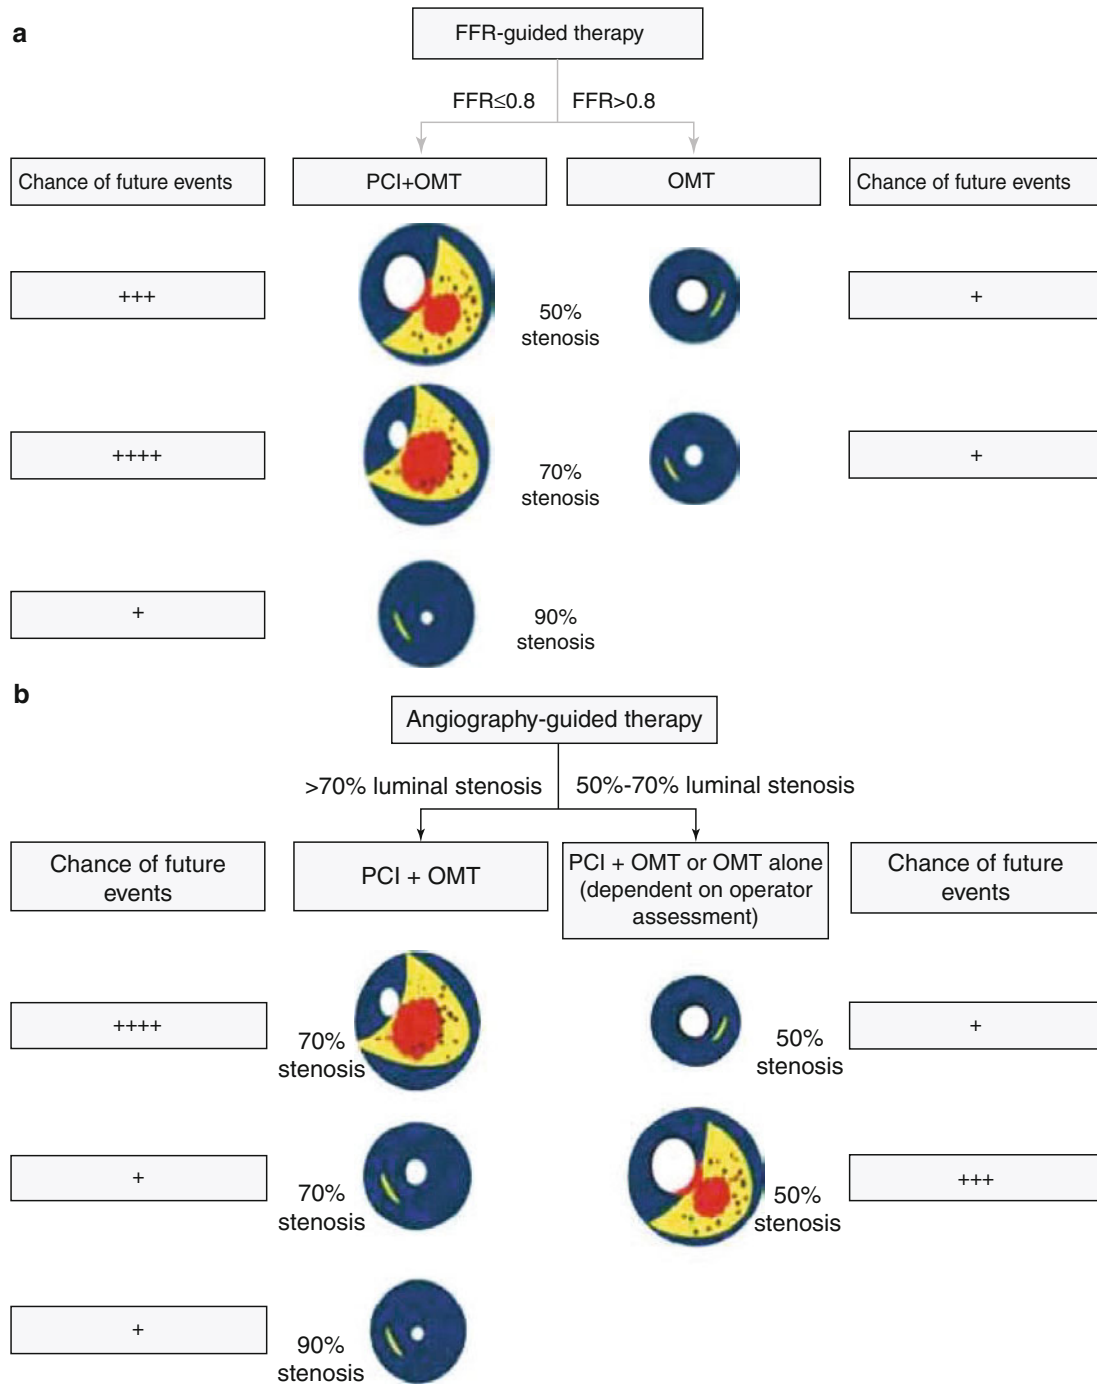 a
FFR-guided therapy
FFR≤0.8
FFR>0.8
Chance of future events
PCI+OMT
OMT
Chance of future events
+++
50%
stenosis
+
++++
70%
stenosis
+
+
90%
stenosis
b
Angiography-guided therapy
>70% luminal stenosis
50%-70% luminal stenosis
Chance of future
events
PCI + OMT
PCI + OMT or OMT alone
(dependent on operator
assessment)
Chance of future
events
++++
70%
stenosis
50%
stenosis
+
+
70%
stenosis
50%
stenosis
+++
+
90%
stenosis